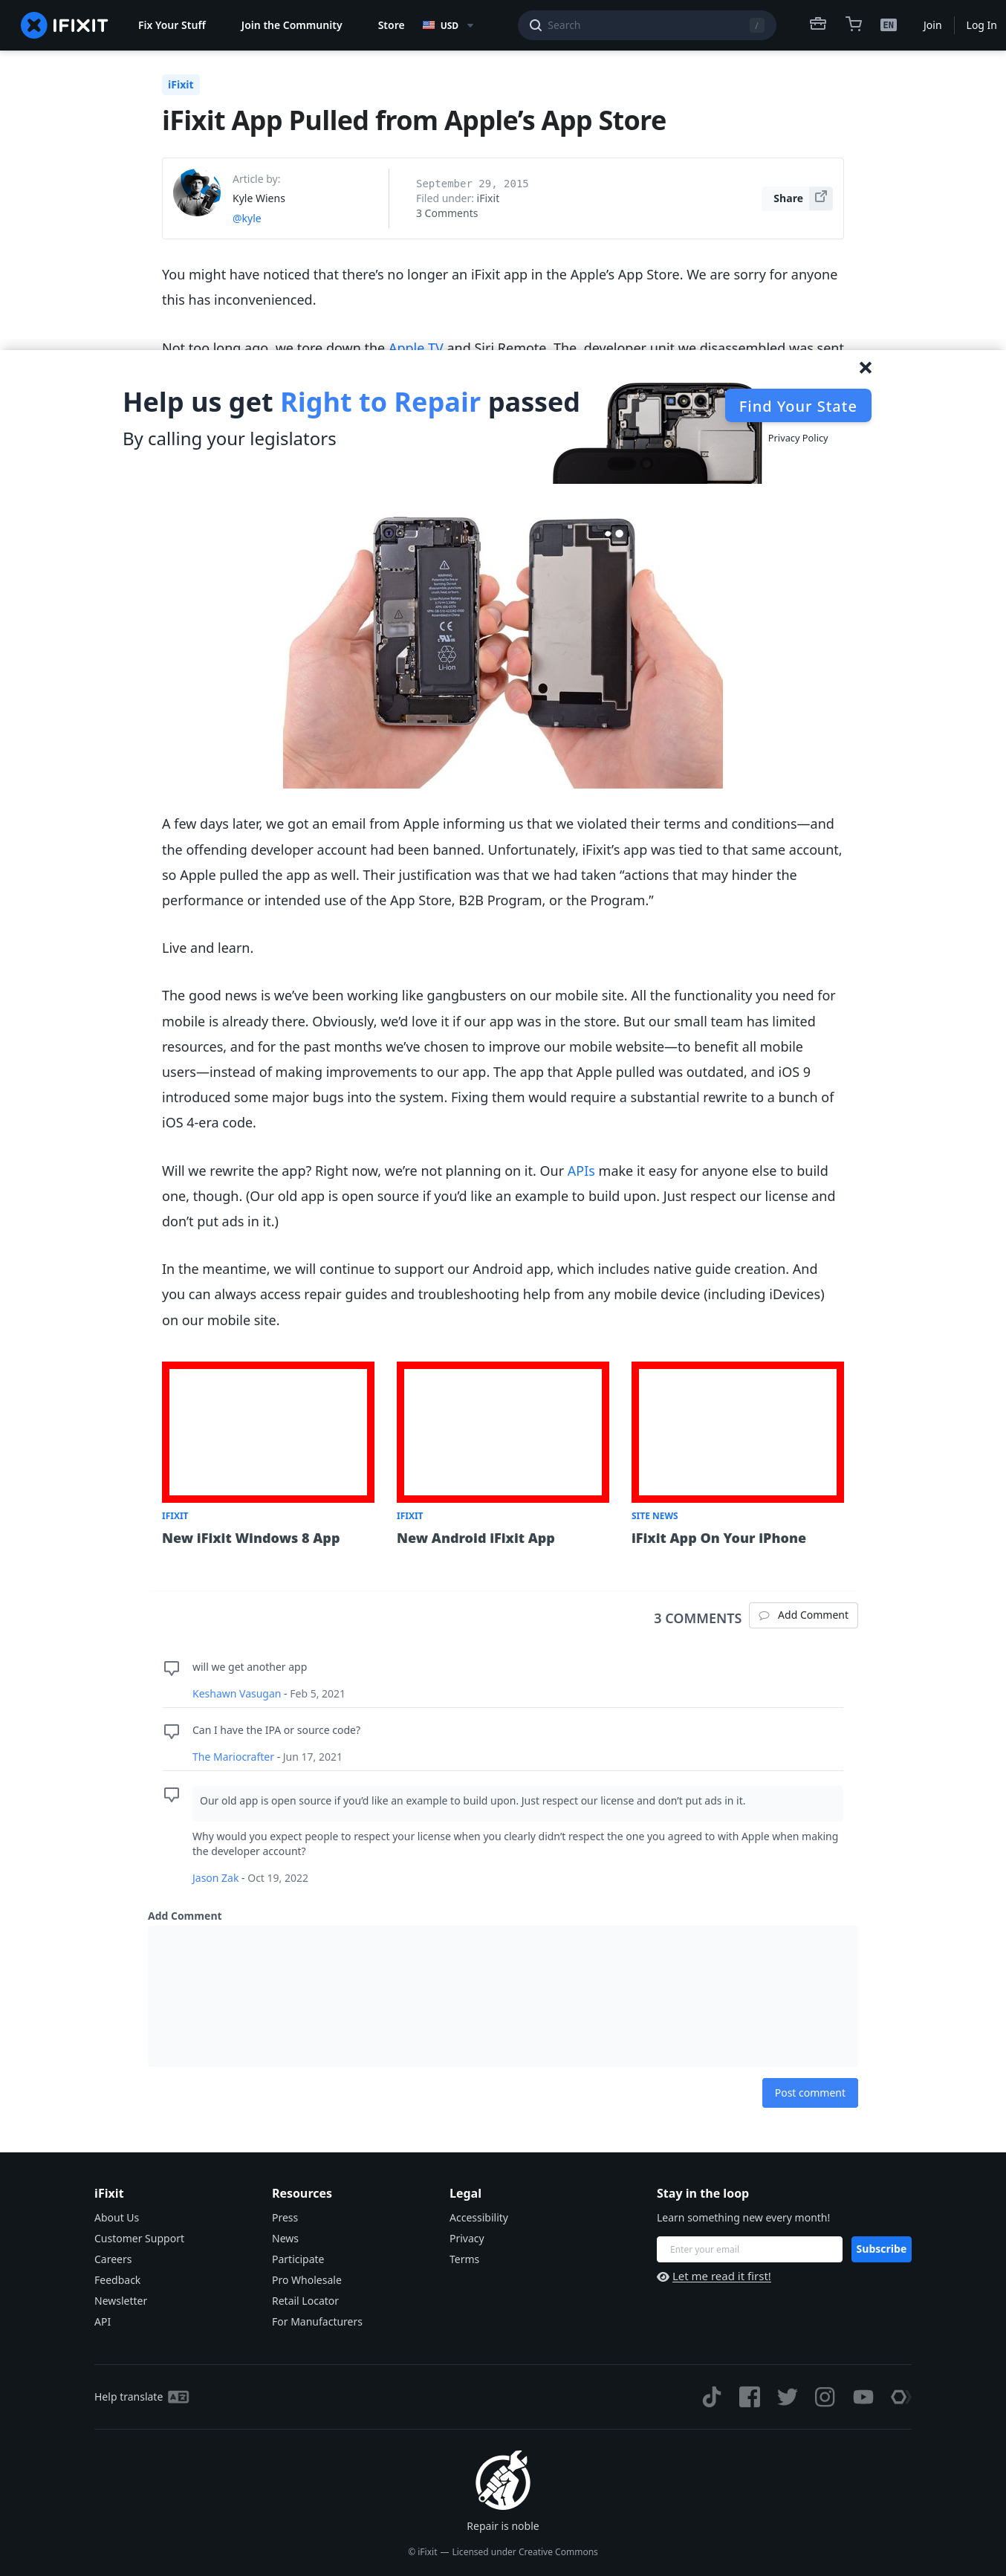 IFIXIT
Fix Your Stuff
Join the Community
Store
USD
Search
/
EN
Join
Log In
iFixit
iFixit App Pulled from Apple’s App Store
Article by:
Kyle Wiens
@kyle
September 29, 2015
Filed under: iFixit
3 Comments
Share
You might have noticed that there’s no longer an iFixit app in the Apple’s App Store. We are sorry for anyone
this has inconvenienced.
Not too long ago, we tore down the Apple TV and Siri Remote. The developer unit we disassembled was sent
Help us get Right to Repair passed
By calling your legislators
Find Your State
Privacy Policy
Li-ion
A few days later, we got an email from Apple informing us that we violated their terms and conditions—and
the offending developer account had been banned. Unfortunately, iFixit’s app was tied to that same account,
so Apple pulled the app as well. Their justification was that we had taken “actions that may hinder the
performance or intended use of the App Store, B2B Program, or the Program.”
Live and learn.
The good news is we’ve been working like gangbusters on our mobile site. All the functionality you need for
mobile is already there. Obviously, we’d love it if our app was in the store. But our small team has limited
resources, and for the past months we’ve chosen to improve our mobile website—to benefit all mobile
users—instead of making improvements to our app. The app that Apple pulled was outdated, and iOS 9
introduced some major bugs into the system. Fixing them would require a substantial rewrite to a bunch of
iOS 4-era code.
Will we rewrite the app? Right now, we’re not planning on it. Our APIs make it easy for anyone else to build
one, though. (Our old app is open source if you’d like an example to build upon. Just respect our license and
don’t put ads in it.)
In the meantime, we will continue to support our Android app, which includes native guide creation. And
you can always access repair guides and troubleshooting help from any mobile device (including iDevices)
on our mobile site.
IFIXIT
New iFixit Windows 8 App
IFIXIT
New Android iFixit App
SITE NEWS
iFixit App On Your iPhone
3 COMMENTS
Add Comment
will we get another app
Keshawn Vasugan - Feb 5, 2021
Can I have the IPA or source code?
The Mariocrafter - Jun 17, 2021
Our old app is open source if you’d like an example to build upon. Just respect our license and don’t put ads in it.
Why would you expect people to respect your license when you clearly didn’t respect the one you agreed to with Apple when making
the developer account?
Jason Zak - Oct 19, 2022
Add Comment
Post comment
iFixit
About Us
Customer Support
Careers
Feedback
Newsletter
API
Resources
Press
News
Participate
Pro Wholesale
Retail Locator
For Manufacturers
Legal
Accessibility
Privacy
Terms
Stay in the loop
Learn something new every month!
Enter your email
Subscribe
Let me read it first!
Help translate
Repair is noble
© iFixit — Licensed under Creative Commons